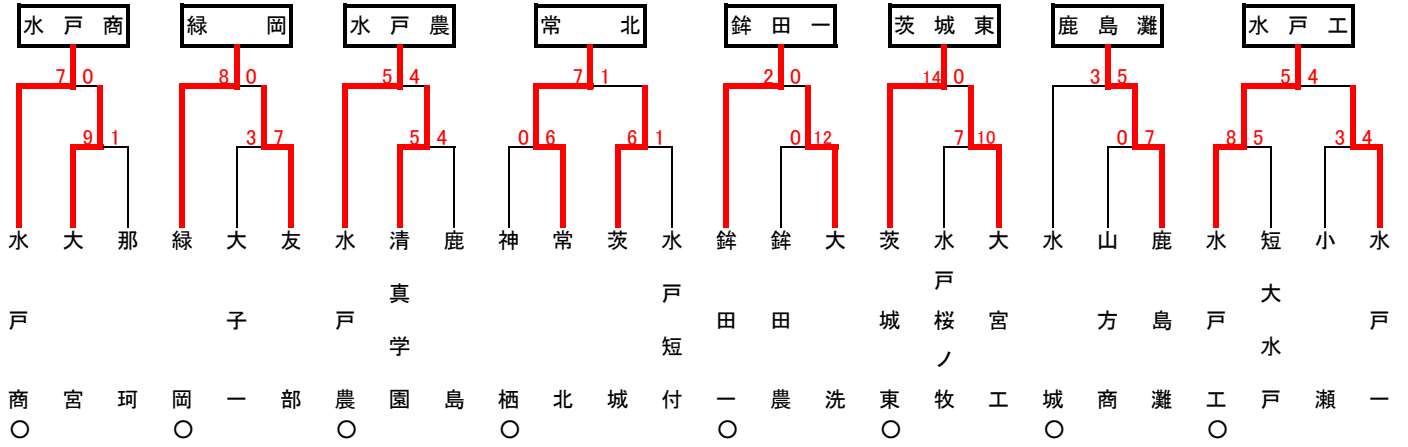 水戸商 緑岡 水戸農 常北 鉾田一 茨城東 鹿島灘 水戸工
7 0 8 0 5 4 7 1 2 0 14 0 3 5 5 4
9 1 3 7 5 4 0 6 6 1 0 12 7 10 0 7 8 5 3 4
水戸商
大宮
那珂
緑岡
大子一
友部
水戸農
清真学園
鹿島
神栖
常北
茨城
水戸短付
鉾田一
鉾田農
大洗
茨城東
水戸桜ノ牧
大宮工
水城
山方商
鹿島灘
水戸工
短大水戸
小瀬
水戸一
○ ○ ○ ○ ○ ○ ○ ○